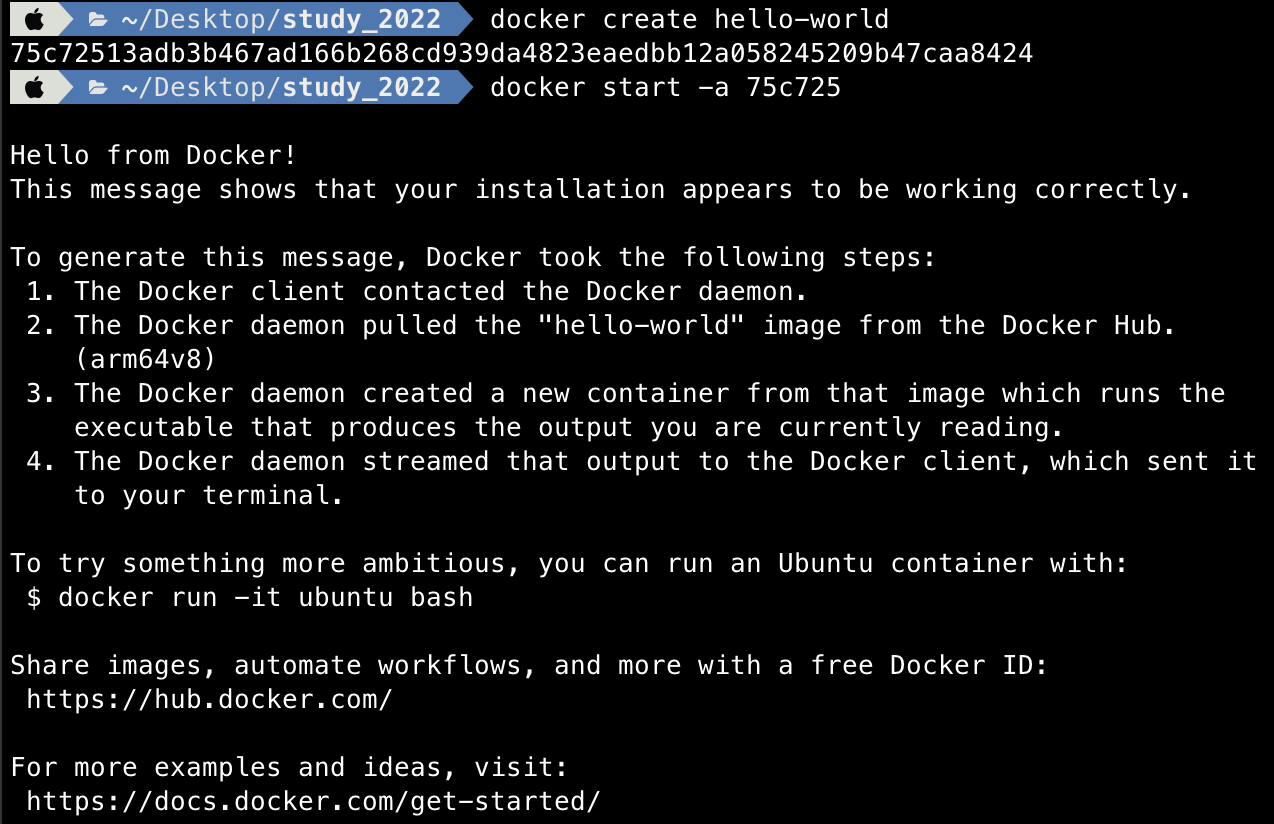 ~/Desktop/study_2022 docker create hello-world
75c72513adb3b467ad166b268cd939da4823eaedbb12a058245209b47caa8424
~/Desktop/study_2022 docker start -a 75c725
Hello from Docker!
This message shows that your installation appears to be working correctly.
To generate this message, Docker took the following steps:
1. The Docker client contacted the Docker daemon.
2. The Docker daemon pulled the "hello-world" image from the Docker Hub.
(arm64v8)
3. The Docker daemon created a new container from that image which runs the
executable that produces the output you are currently reading.
4. The Docker daemon streamed that output to the Docker client, which sent it
to your terminal.
To try something more ambitious, you can run an Ubuntu container with:
$ docker run -it ubuntu bash
Share images, automate workflows, and more with a free Docker ID:
https://hub.docker.com/
For more examples and ideas, visit:
https://docs.docker.com/get-started/